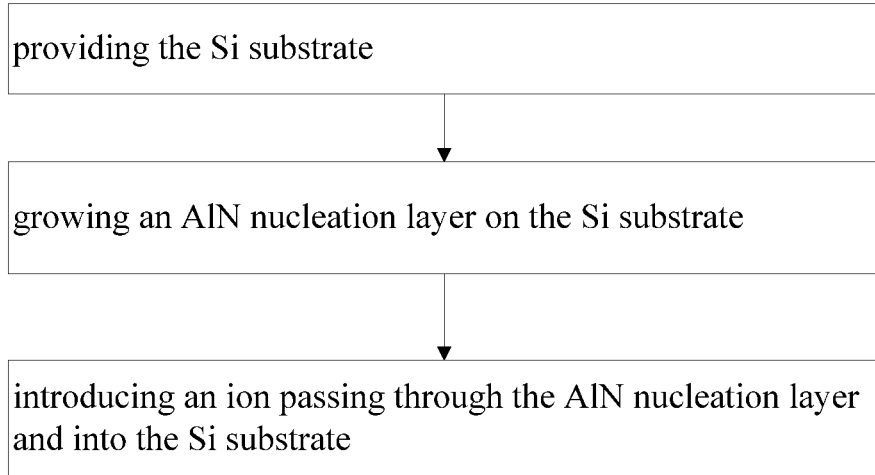 providing the Si substrate
growing an AlN nucleation layer on the Si substrate
introducing an ion passing through the AlN nucleation layer
and into the Si substrate